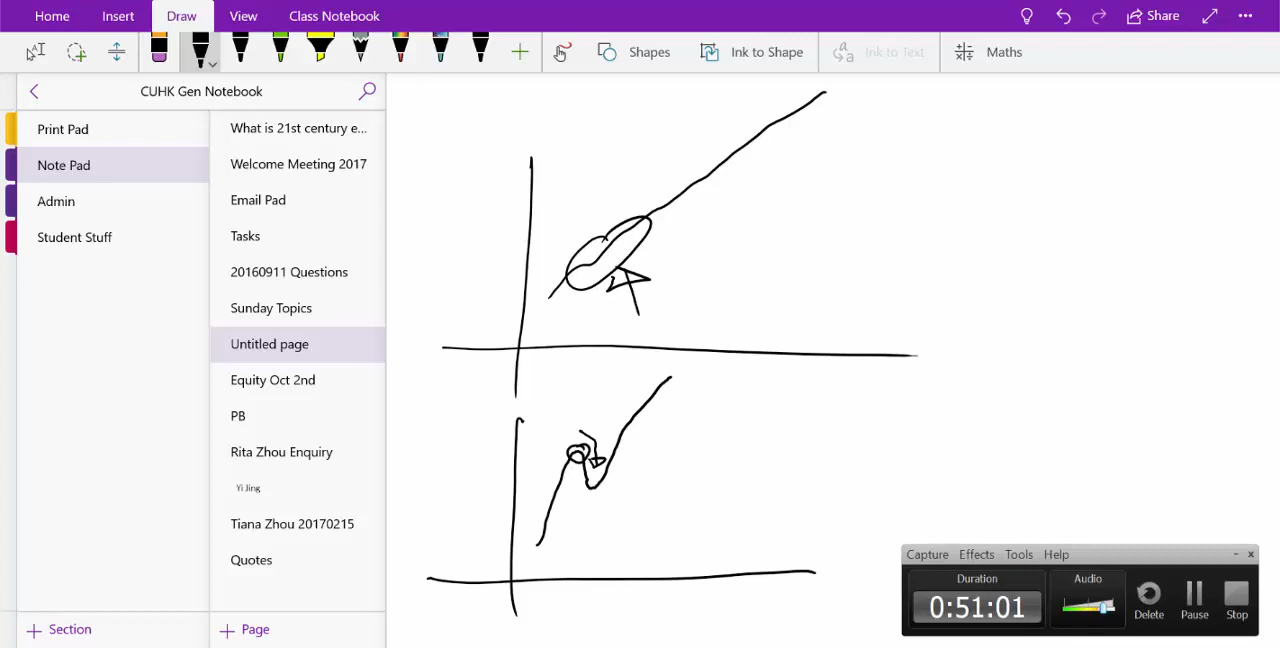 Home Insert Draw View Class Notebook Share
Shapes Ink to Shape Ink to Text Maths
CUHK Gen Notebook
Print Pad
Note Pad
Admin
Student Stuff
What is 21st century e...
Welcome Meeting 2017
Email Pad
Tasks
20160911 Questions
Sunday Topics
Untitled page
Equity Oct 2nd
PB
Rita Zhou Enquiry
Yi Jing
Tiana Zhou 20170215
Quotes
Section
Page
Capture Effects Tools Help
Duration Audio
0:51:01
Delete Pause Stop